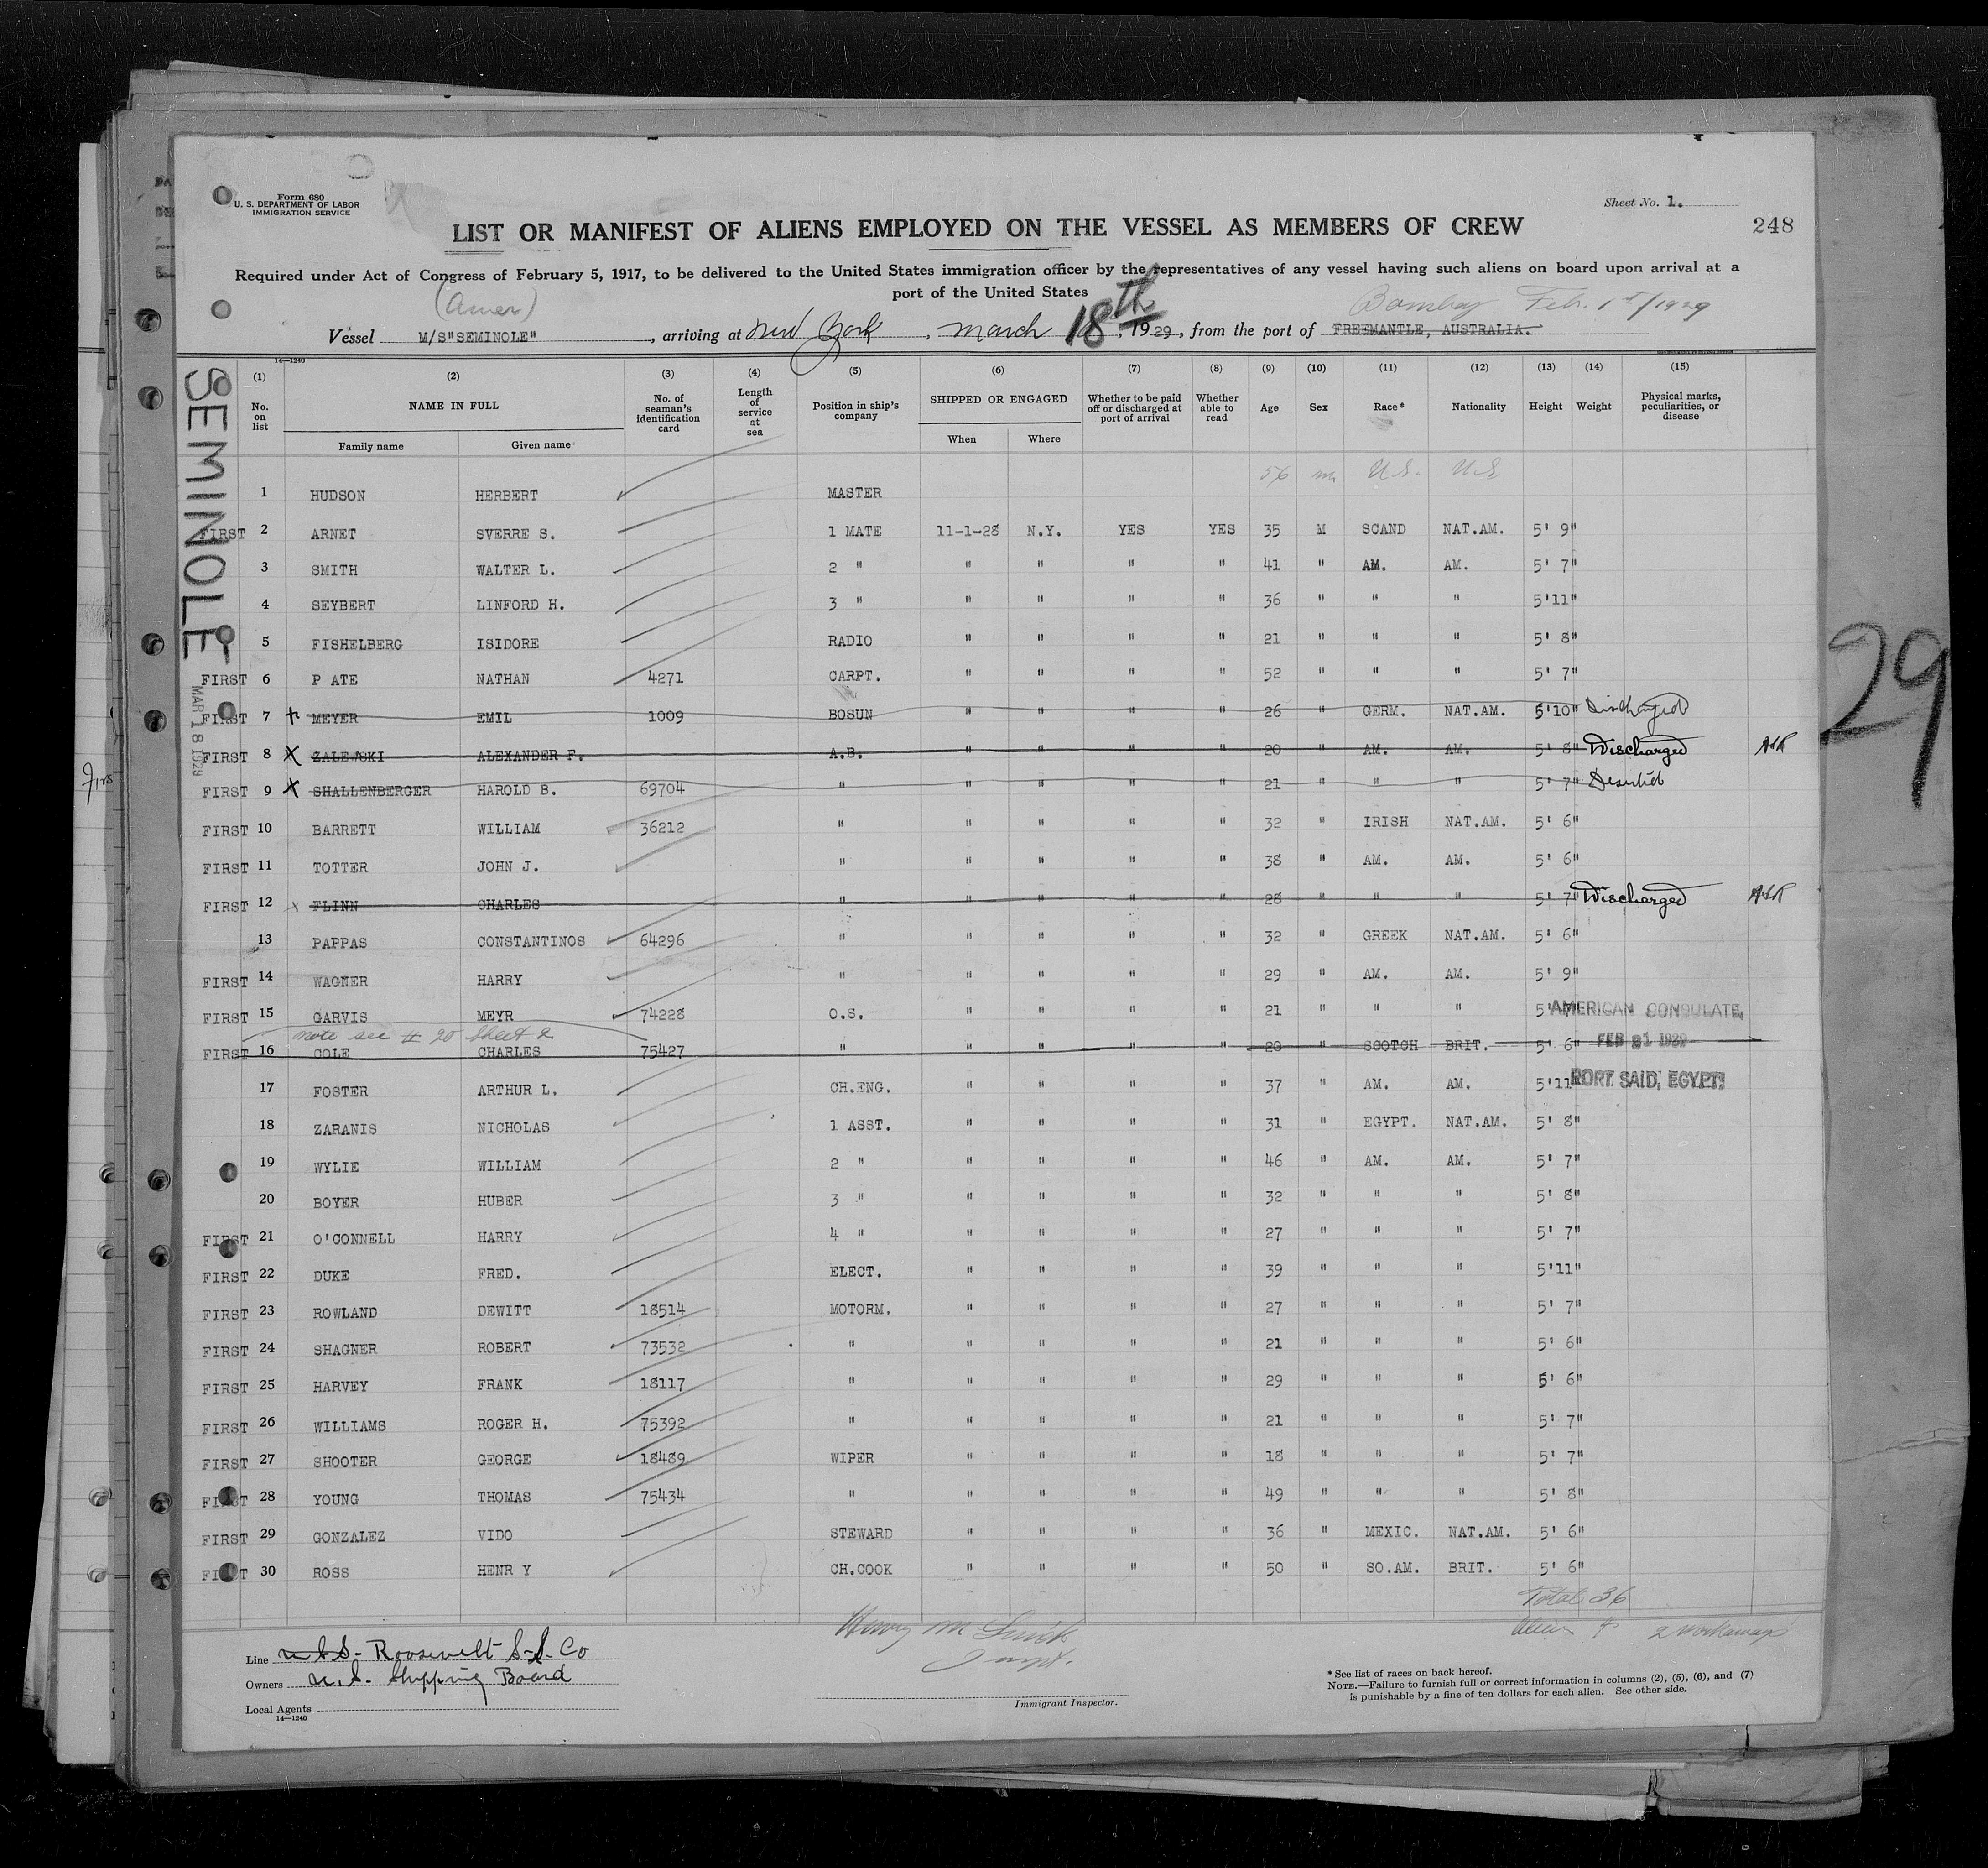 Form 680
U. S. DEPARTMENT OF LABOR
IMMIGRATION SERVICE
Sheet No. 1.
248
LIST OR MANIFEST OF ALIENS EMPLOYED ON THE VESSEL AS MEMBERS OF CREW
Required under Act of Congress of February 5, 1917, to be delivered to the United States immigration officer by the representatives of any vessel having such aliens on board upon arrival at a
port of the United States
(Amer) Bombay Feb. 1st/1929
Vessel M/S"SEMINOLE" , arriving at New York , March 18th , 1929 , from the port of FREEMANTLE, AUSTRALIA.
14—1240
(1) (2) (3) (4) (5) (6) (7) (8) (9) (10) (11) (12) (13) (14) (15)
No. on list NAME IN FULL Family name Given name No. of seaman's identification card Length of service at sea Position in ship's company SHIPPED OR ENGAGED When Where Whether to be paid off or discharged at port of arrival Whether able to read Age Sex Race* Nationality Height Weight Physical marks, peculiarities, or disease
SEMINOLE
MAR 18 1929
29
1 HUDSON HERBERT MASTER 56 m U.S. U.S
FIRST 2 ARNET SVERRE S. 1 MATE 11-1-28 N.Y. YES YES 35 M SCAND NAT.AM. 5' 9"
3 SMITH WALTER L. 2 " " " " " 41 " AM. AM. 5' 7"
4 SEYBERT LINFORD H. 3 " " " " " 36 " " " 5'11"
5 FISHELBERG ISIDORE RADIO " " " " 21 " " " 5' 8"
FIRST 6 P ATE NATHAN 4271 CARPT. " " " " 52 " " " 5' 7"
FIRST 7 MEYER EMIL 1009 BOSUN " " " " 26 " GERM. NAT.AM. 5'10" Discharged
FIRST 8 X ZALEWSKI ALEXANDER F. A.B. " " " " 20 " AM. AM. 5' 8" Discharged
FIRST 9 X SHALLENBERGER HAROLD B. 69704 " " " " " 21 " " " 5' 7" Deserted
FIRST 10 BARRETT WILLIAM 36212 " " " " " 32 " IRISH NAT.AM. 5' 6"
FIRST 11 TOTTER JOHN J. " " " " " 38 " AM. AM. 5' 6"
FIRST 12 x FLINN CHARLES " " " " " 28 " " " 5' 7" Discharged
13 PAPPAS CONSTANTINOS 64296 " " " " " 32 " GREEK NAT.AM. 5' 6"
FIRST 14 WAGNER HARRY " " " " " 29 " AM. AM. 5' 9"
FIRST 15 GARVIS MEYR 74228 O.S. " " " " 21 " " " 5' 7" AMERICAN CONSULATE,
note see # 20 Sheet 2
FIRST 16 COLE CHARLES 75427 " " " " " 20 " SCOTCH BRIT. 5' 6" FEB 21 1929
17 FOSTER ARTHUR L. CH.ENG. " " " " 37 " AM. AM. 5'11" PORT SAID, EGYPT.
18 ZARANIS NICHOLAS 1 ASST. " " " " 31 " EGYPT. NAT.AM. 5' 8"
19 WYLIE WILLIAM 2 " " " " " 46 " AM. AM. 5' 7"
20 BOYER HUBER 3 " " " " " 32 " " " 5' 8"
FIRST 21 O'CONNELL HARRY 4 " " " " " 27 " " " 5' 7"
FIRST 22 DUKE FRED. ELECT. " " " " 39 " " " 5'11"
FIRST 23 ROWLAND DEWITT 18514 MOTORM. " " " " 27 " " " 5' 7"
FIRST 24 SHAGNER ROBERT 73532 " " " " " 21 " " " 5' 6"
FIRST 25 HARVEY FRANK 18117 " " " " " 29 " " " 5' 6"
FIRST 26 WILLIAMS ROGER H. 75392 " " " " " 21 " " " 5' 7"
FIRST 27 SHOOTER GEORGE 18489 WIPER " " " " 18 " " " 5' 7"
FIRST 28 YOUNG THOMAS 75434 " " " " " 49 " " " 5' 8"
FIRST 29 GONZALEZ VIDO STEWARD " " " " 36 " MEXIC. NAT.AM. 5' 6"
FIRST 30 ROSS HENR Y CH.COOK " " " " 50 " SO.AM. BRIT. 5' 6"
Total 36
2 Workaways
Line Roosevelt S.S. Co
Owners U.S. Shipping Board
Local Agents
14—1240
Henry M
Immigrant Inspector.
* See list of races on back hereof.
NOTE.—Failure to furnish full or correct information in columns (2), (5), (6), and (7)
is punishable by a fine of ten dollars for each alien. See other side.